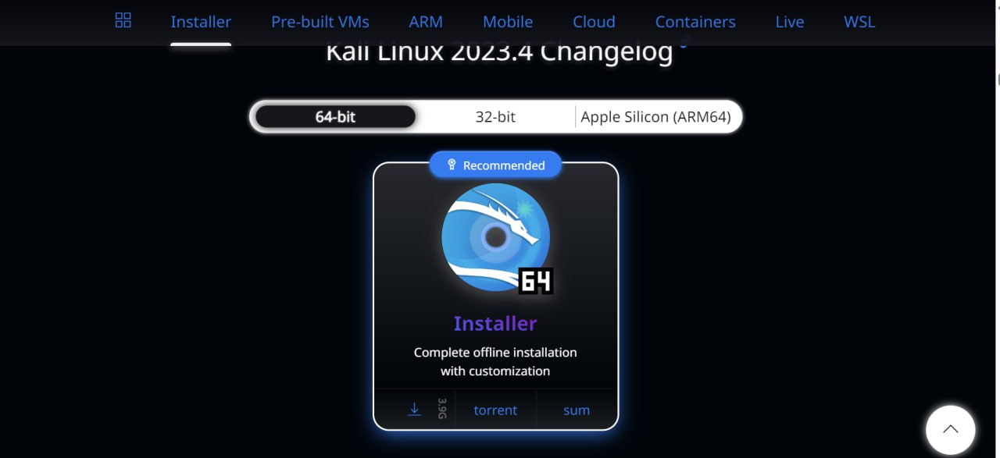 Installer Pre-built VMs ARM Mobile Cloud Containers Live WSL
Kali Linux 2023.4 Changelog
64-bit 32-bit Apple Silicon (ARM64)
Recommended
64
Installer
Complete offline installation
with customization
3.9G torrent sum